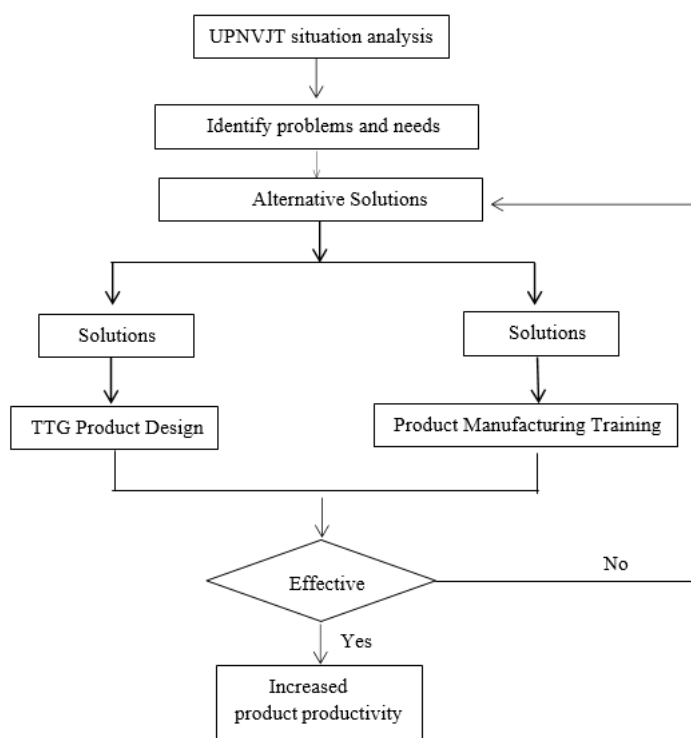 UPNVJT situation analysis
Identify problems and needs
Alternative Solutions
Solutions
Solutions
TTG Product Design
Product Manufacturing Training
Effective
No
Yes
Increased
product productivity